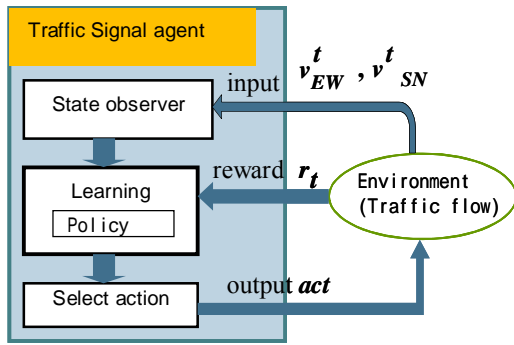 Traffic Signal agent
input v^t_EW , v^t_SN
State observer
reward r_t
Learning
Policy
Environment
(Traffic flow)
Select action
output act